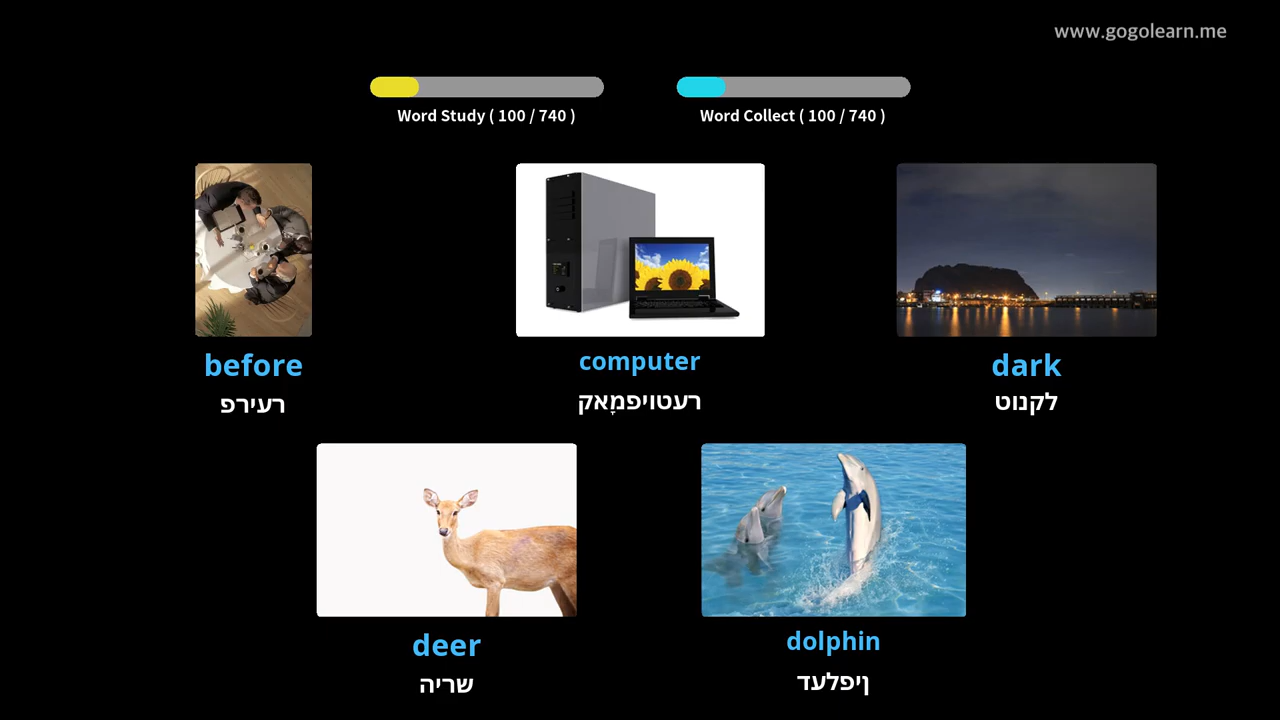 www.gogolearn.me
Word Study ( 100 / 740 )
Word Collect ( 100 / 740 )
before
רעירפ
computer
רעטויפמָאק
dark
לקנוט
deer
שריה
dolphin
ןיפלעד